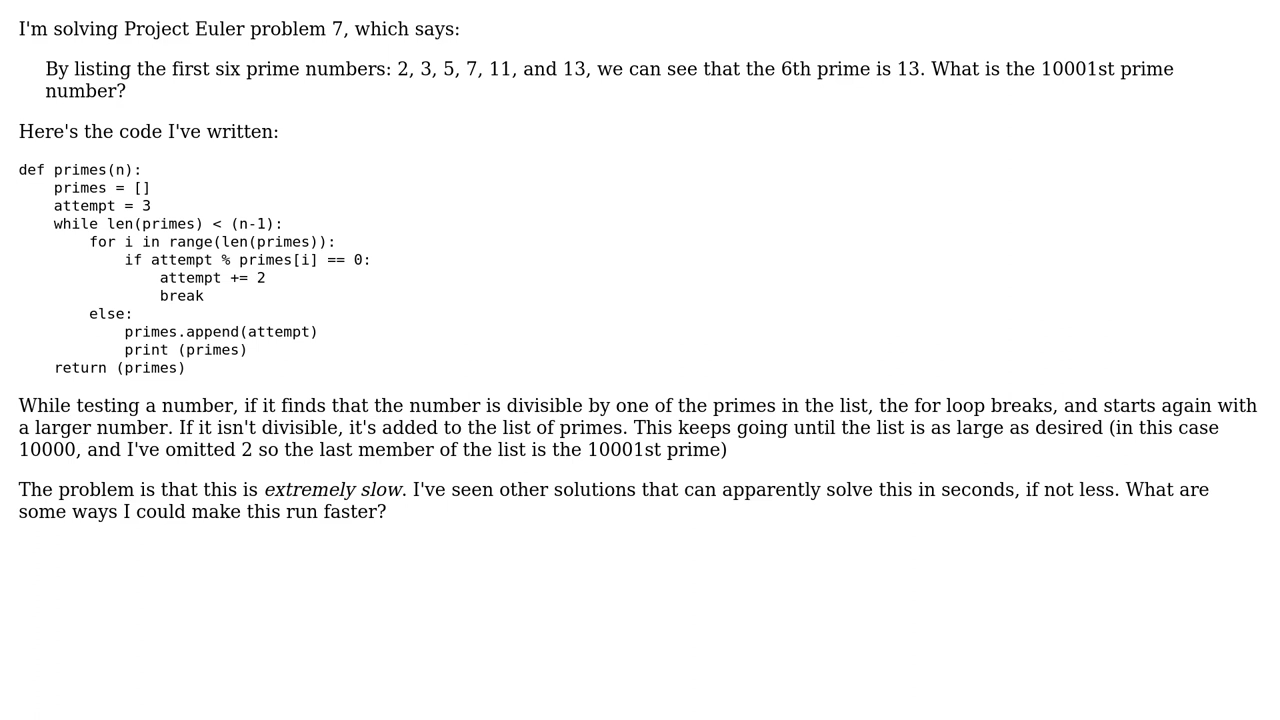 I'm solving Project Euler problem 7, which says:
By listing the first six prime numbers: 2, 3, 5, 7, 11, and 13, we can see that the 6th prime is 13. What is the 10001st prime
number?
Here's the code I've written:
def primes(n):
    primes = []
    attempt = 3
    while len(primes) < (n-1):
        for i in range(len(primes)):
            if attempt % primes[i] == 0:
                attempt += 2
                break
        else:
            primes.append(attempt)
            print (primes)
    return (primes)
While testing a number, if it finds that the number is divisible by one of the primes in the list, the for loop breaks, and starts again with
a larger number. If it isn't divisible, it's added to the list of primes. This keeps going until the list is as large as desired (in this case
10000, and I've omitted 2 so the last member of the list is the 10001st prime)
The problem is that this is extremely slow. I've seen other solutions that can apparently solve this in seconds, if not less. What are
some ways I could make this run faster?